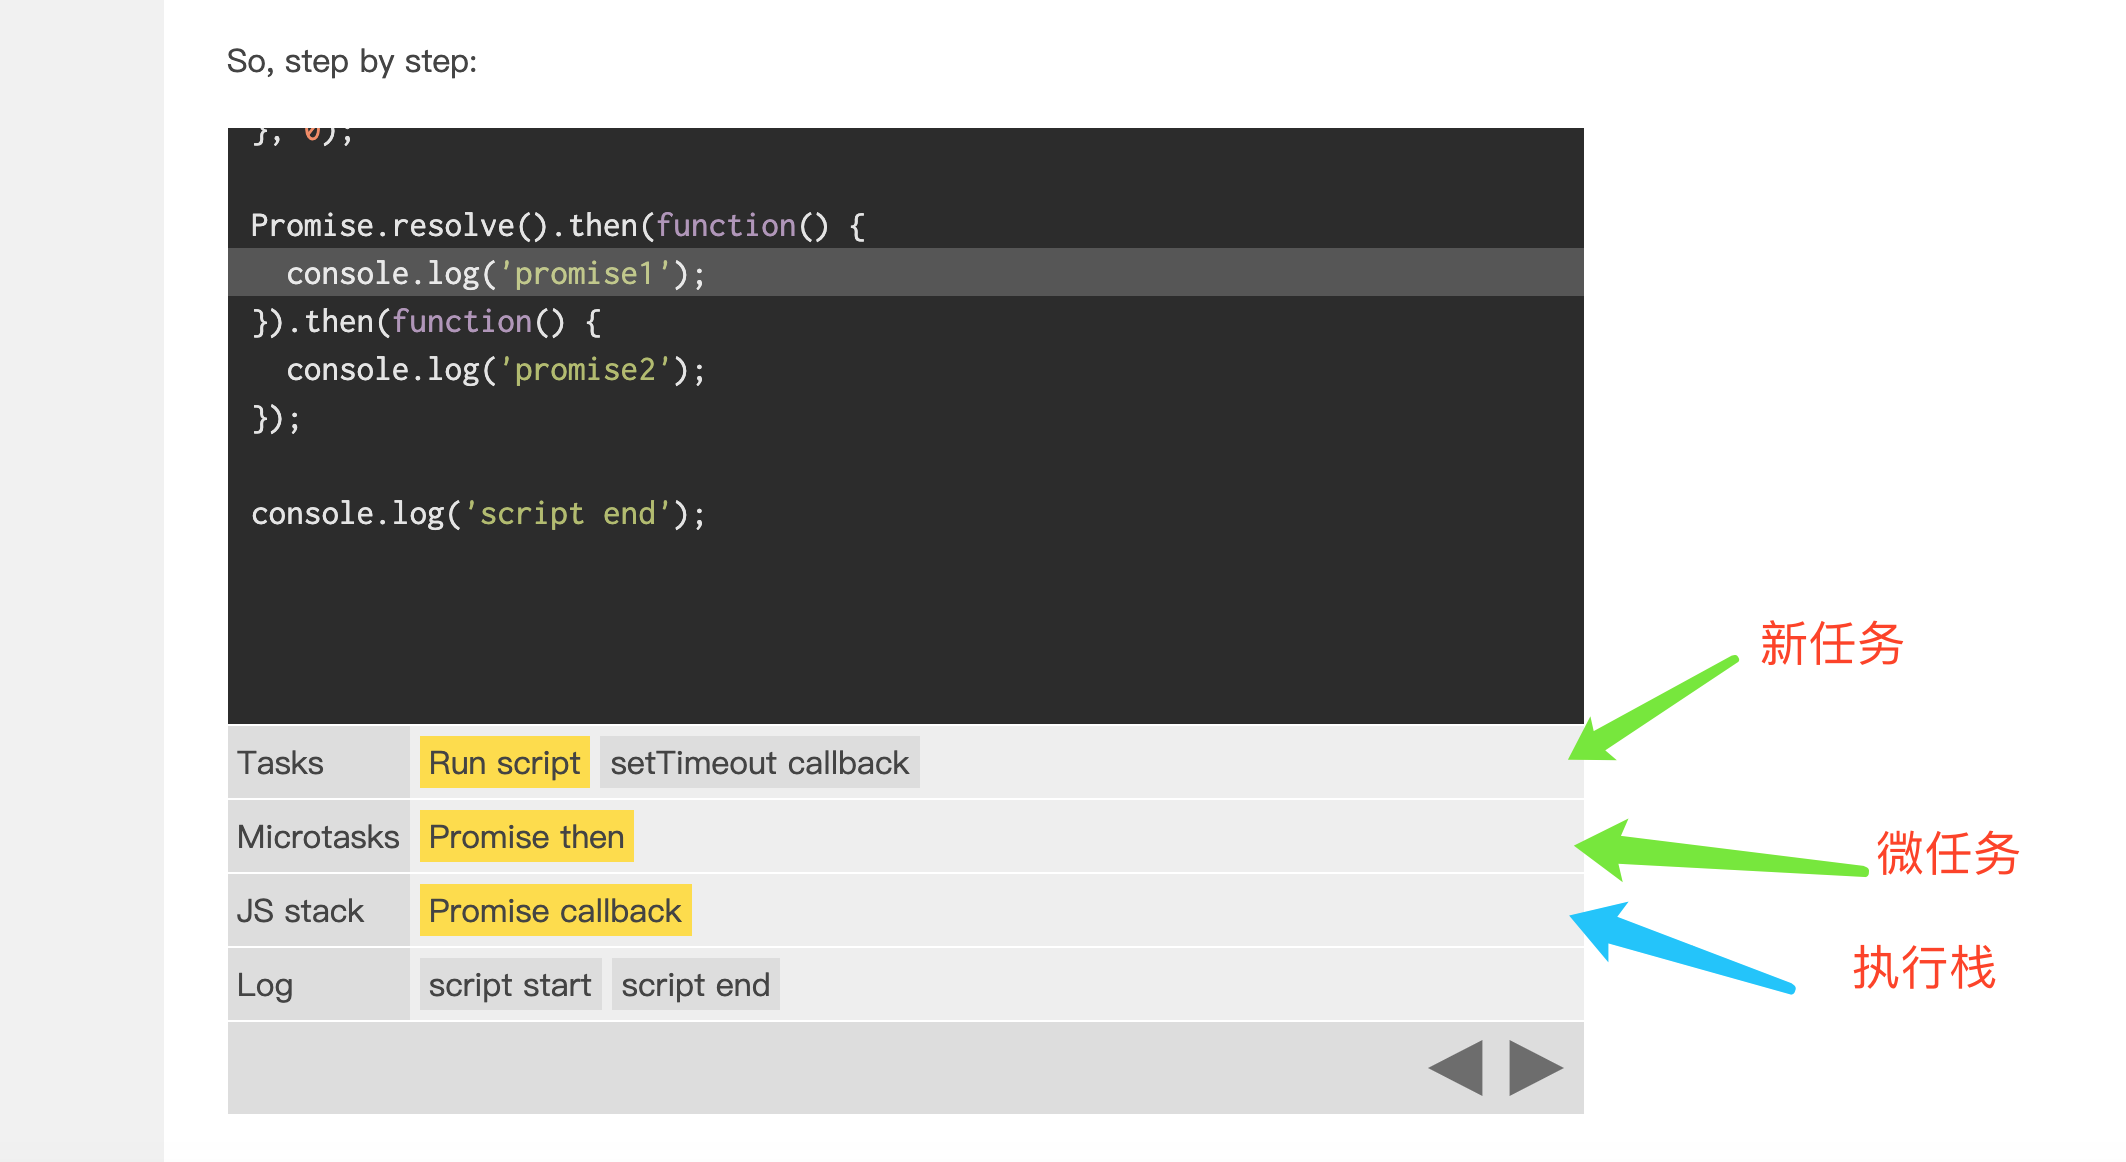 So, step by step:
}, 0);
Promise.resolve().then(function() {
  console.log('promise1');
}).then(function() {
  console.log('promise2');
});
console.log('script end');
新任务
Tasks Run script setTimeout callback
Microtasks Promise then
微任务
JS stack Promise callback
执行栈
Log script start script end